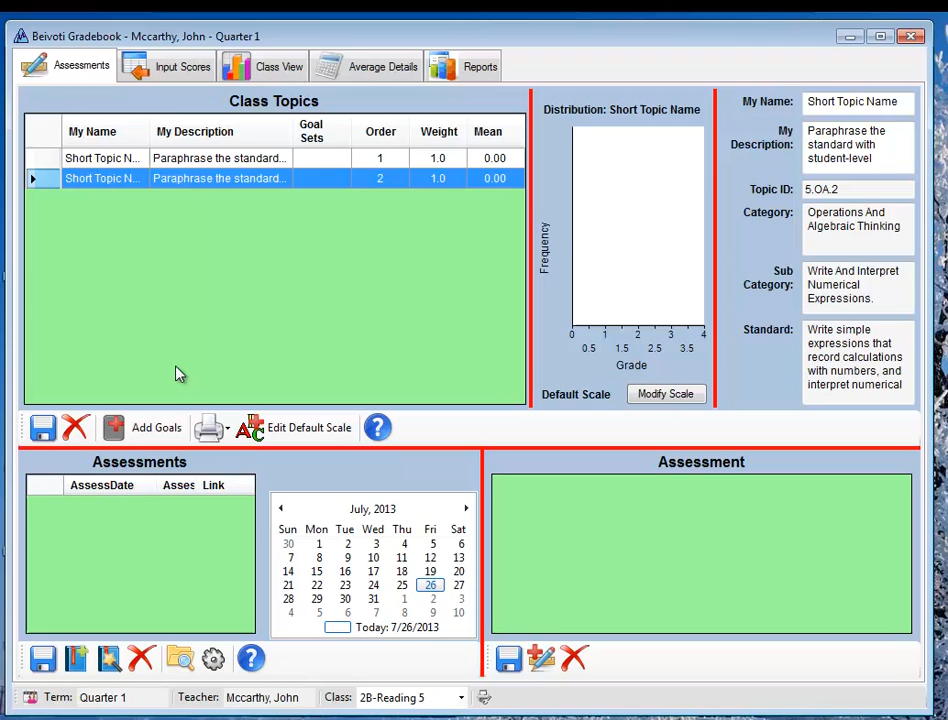 Beivoti Gradebook - Mccarthy, John - Quarter 1
Assessments
Input Scores
Class View
Average Details
Reports
Class Topics
My Name
My Description
Goal
Sets
Order
Weight
Mean
Short Topic N... Paraphrase the standard... 1 1.0 0.00
Short Topic N... Paraphrase the standard... 2 1.0 0.00
Distribution: Short Topic Name
Frequency
0 1 2 3 4
0.5 1.5 2.5 3.5
Grade
Default Scale
Modify Scale
My Name:
Short Topic Name
My
Description:
Paraphrase the
standard with
student-level
Topic ID:
5.OA.2
Category:
Operations And
Algebraic Thinking
Sub
Category:
Write And Interpret
Numerical
Expressions.
Standard:
Write simple
expressions that
record calculations
with numbers, and
interpret numerical
Add Goals
A C
Edit Default Scale
?
Assessments
AssessDate
Asses
Link
July, 2013
Sun Mon Tue Wed Thu Fri Sat
30 1 2 3 4 5 6
7 8 9 10 11 12 13
14 15 16 17 18 19 20
21 22 23 24 25 26 27
28 29 30 31 1 2 3
4 5 6 7 8 9 10
Today: 7/26/2013
?
Assessment
Term: Quarter 1
Teacher: Mccarthy, John
Class: 2B-Reading 5